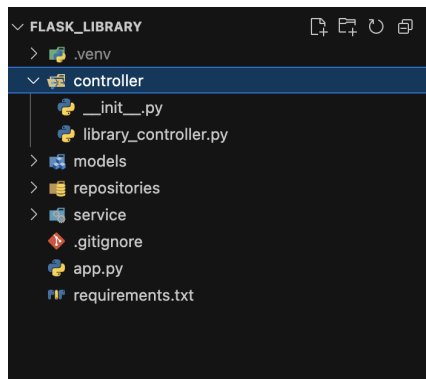 FLASK_LIBRARY
.venv
controller
__init__.py
library_controller.py
models
repositories
service
.gitignore
app.py
requirements.txt